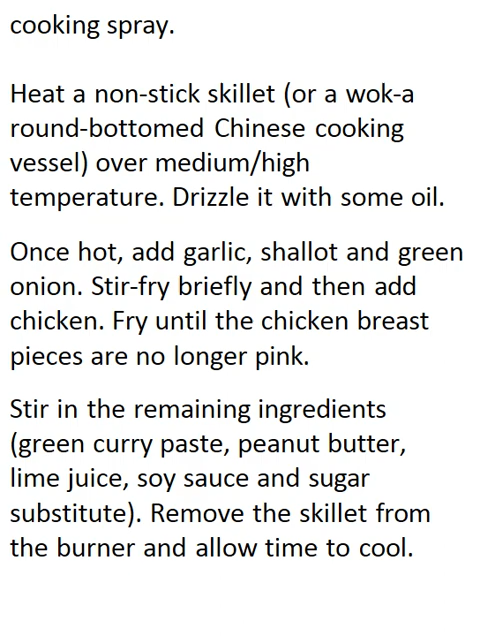 cooking spray.
Heat a non-stick skillet (or a wok-a
round-bottomed Chinese cooking
vessel) over medium/high
temperature. Drizzle it with some oil.
Once hot, add garlic, shallot and green
onion. Stir-fry briefly and then add
chicken. Fry until the chicken breast
pieces are no longer pink.
Stir in the remaining ingredients
(green curry paste, peanut butter,
lime juice, soy sauce and sugar
substitute). Remove the skillet from
the burner and allow time to cool.